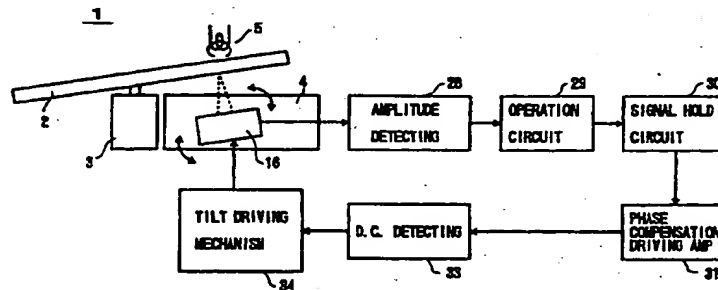 1
5
2
3
4
16
28
AMPLITUDE
DETECTING
29
OPERATION
CIRCUIT
30
SIGNAL HOLD
CIRCUIT
TILT DRIVING
MECHANISM
34
D.C. DETECTING
33
PHASE
COMPENSATION
DRIVING AMP
31